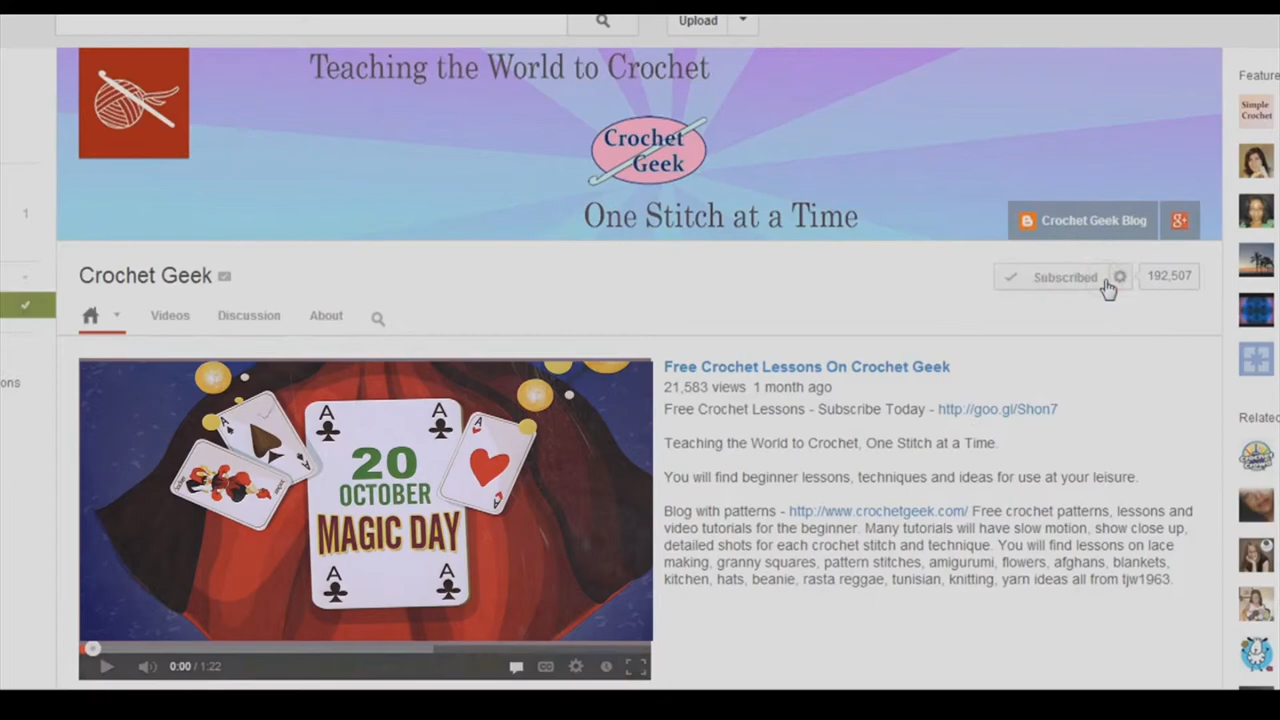 Upload
Teaching the World to Crochet
Crochet
Geek
One Stitch at a Time
Crochet Geek Blog
g+
Feature
Simple
Crochet
1
Crochet Geek
Subscribed
192,507
Videos
Discussion
About
ons
Free Crochet Lessons On Crochet Geek
21,583 views 1 month ago
Free Crochet Lessons - Subscribe Today - http://goo.gl/Shon7
Teaching the World to Crochet, One Stitch at a Time.
You will find beginner lessons, techniques and ideas for use at your leisure.
Blog with patterns - http://www.crochetgeek.com/ Free crochet patterns, lessons and
video tutorials for the beginner. Many tutorials will have slow motion, show close up,
detailed shots for each crochet stitch and technique. You will find lessons on lace
making, granny squares, pattern stitches, amigurumi, flowers, afghans, blankets,
kitchen, hats, beanie, rasta reggae, tunisian, knitting, yarn ideas all from tjw1963.
A A
A A
A A
20
OCTOBER
MAGIC DAY
A A
0:00 / 1:22
CC
Related